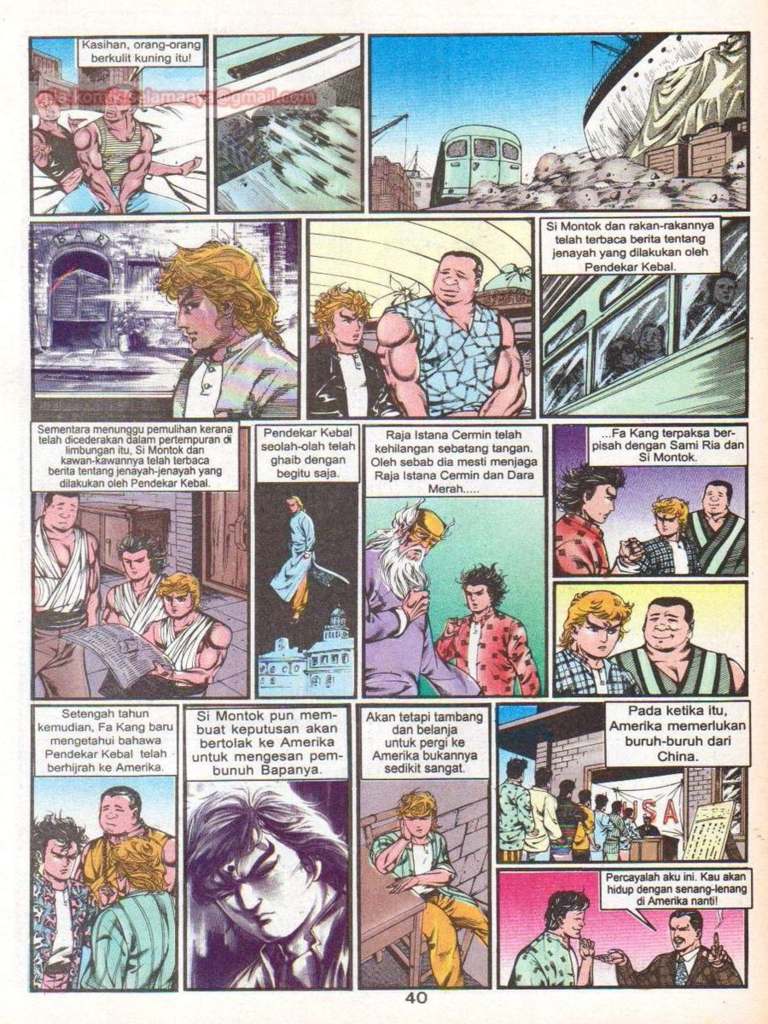 Kasihan, orang-orang
berkulit kuning itu!
BAR
Si Montok dan rakan-rakannya
telah terbaca berita tentang
jenayah yang dilakukan oleh
Pendekar Kebal.
Sementara menunggu pemulihan kerana
telah dicederakan dalam pertempuran di
limbungan itu, Si Montok dan
kawan-kawannya telah terbaca
berita tentang jenayah-jenayah yang
dilakukan oleh Pendekar Kebal.
Pendekar Kebal
seolah-olah telah
ghaib dengan
begitu saja.
Raja Istana Cermin telah
kehilangan sebatang tangan.
Oleh sebab dia mesti menjaga
Raja Istana Cermin dan Dara
Merah.....
...Fa Kang terpaksa ber-
pisah dengan Sami Ria dan
Si Montok.
Setengah tahun
kemudian, Fa Kang baru
mengetahui bahawa
Pendekar Kebal telah
berhijrah ke Amerika.
Si Montok pun mem-
buat keputusan akan
bertolak ke Amerika
untuk mengesan pem-
bunuh Bapanya.
Akan tetapi tambang
dan belanja
untuk pergi ke
Amerika bukannya
sedikit sangat.
Pada ketika itu,
Amerika memerlukan
buruh-buruh dari
China.
USA
Percayalah aku ini. Kau akan
hidup dengan senang-lenang
di Amerika nanti!
40